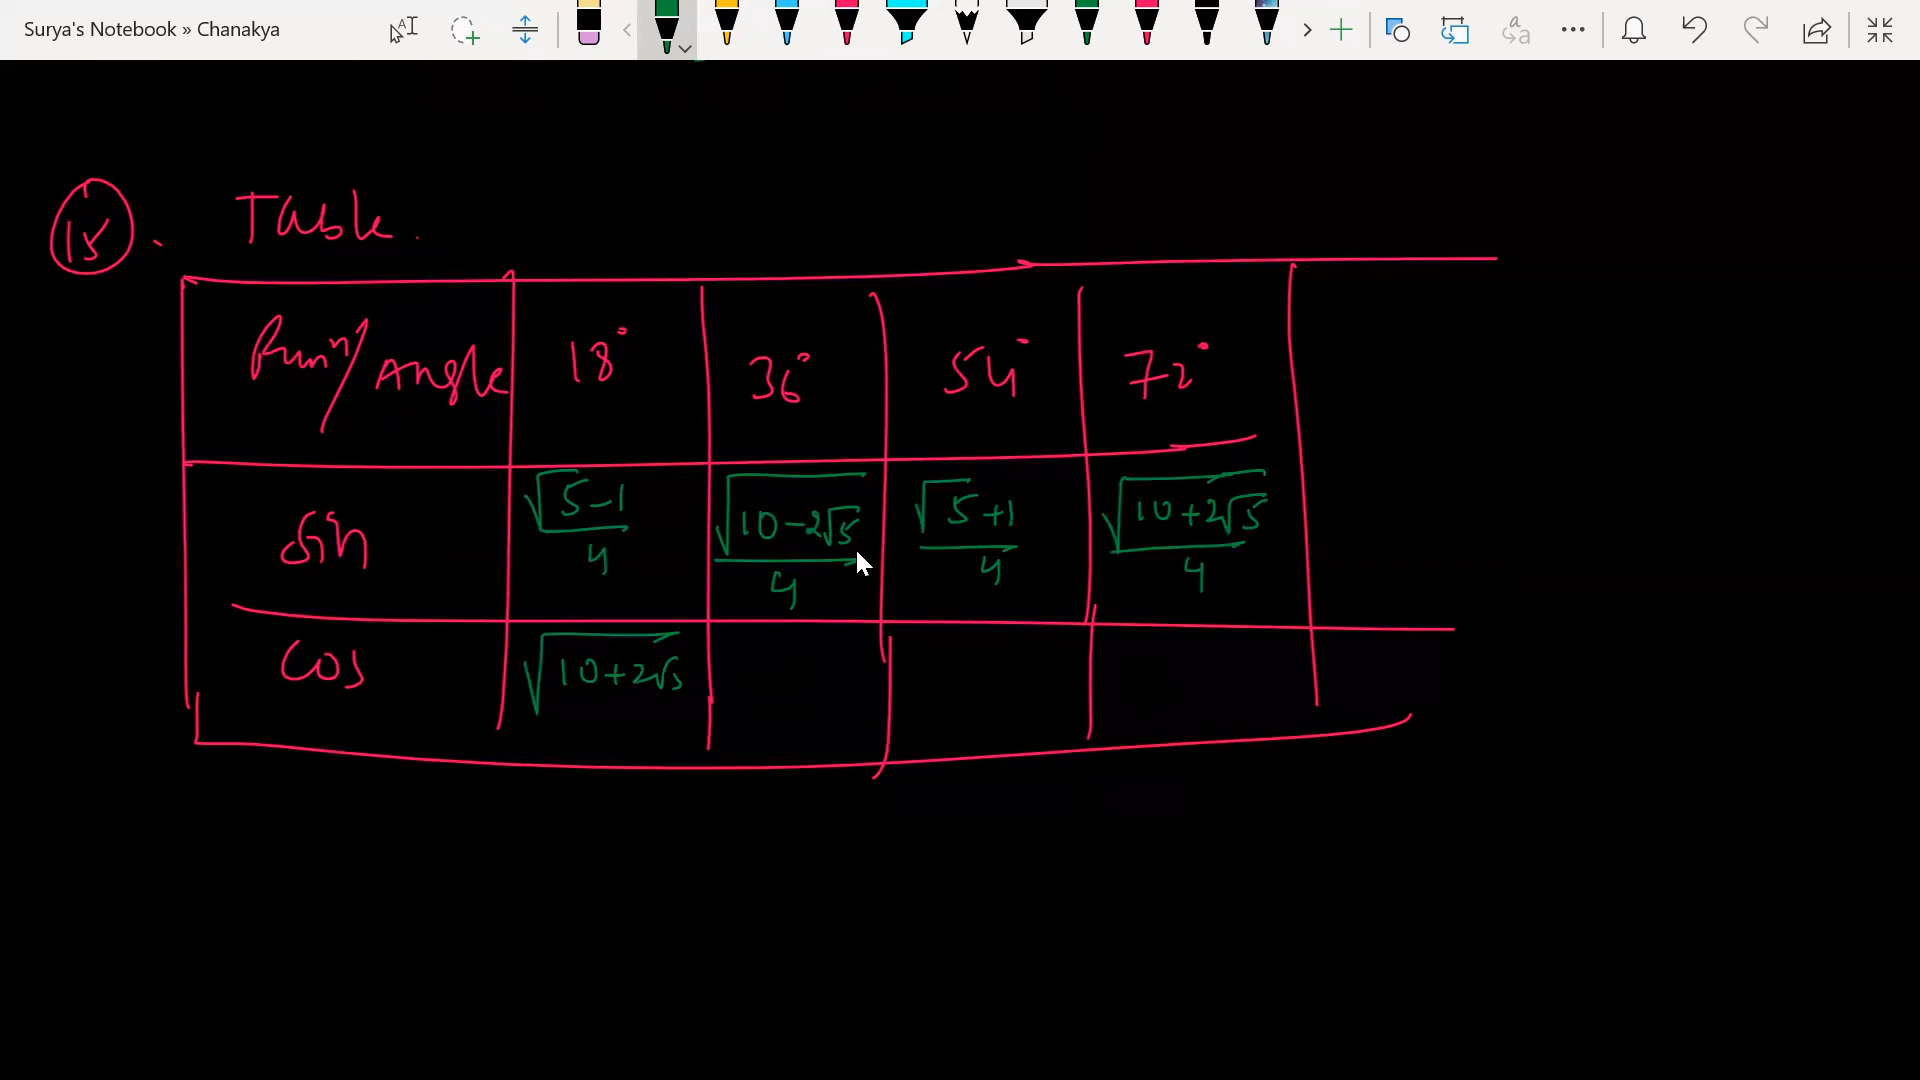 Surya's Notebook » Chanakya
15. Table.
Funⁿ/Angle 18° 36° 54° 72°
sin √5-1/4 √10-2√5/4 √5+1/4 √10+2√5/4
cos √10+2√5